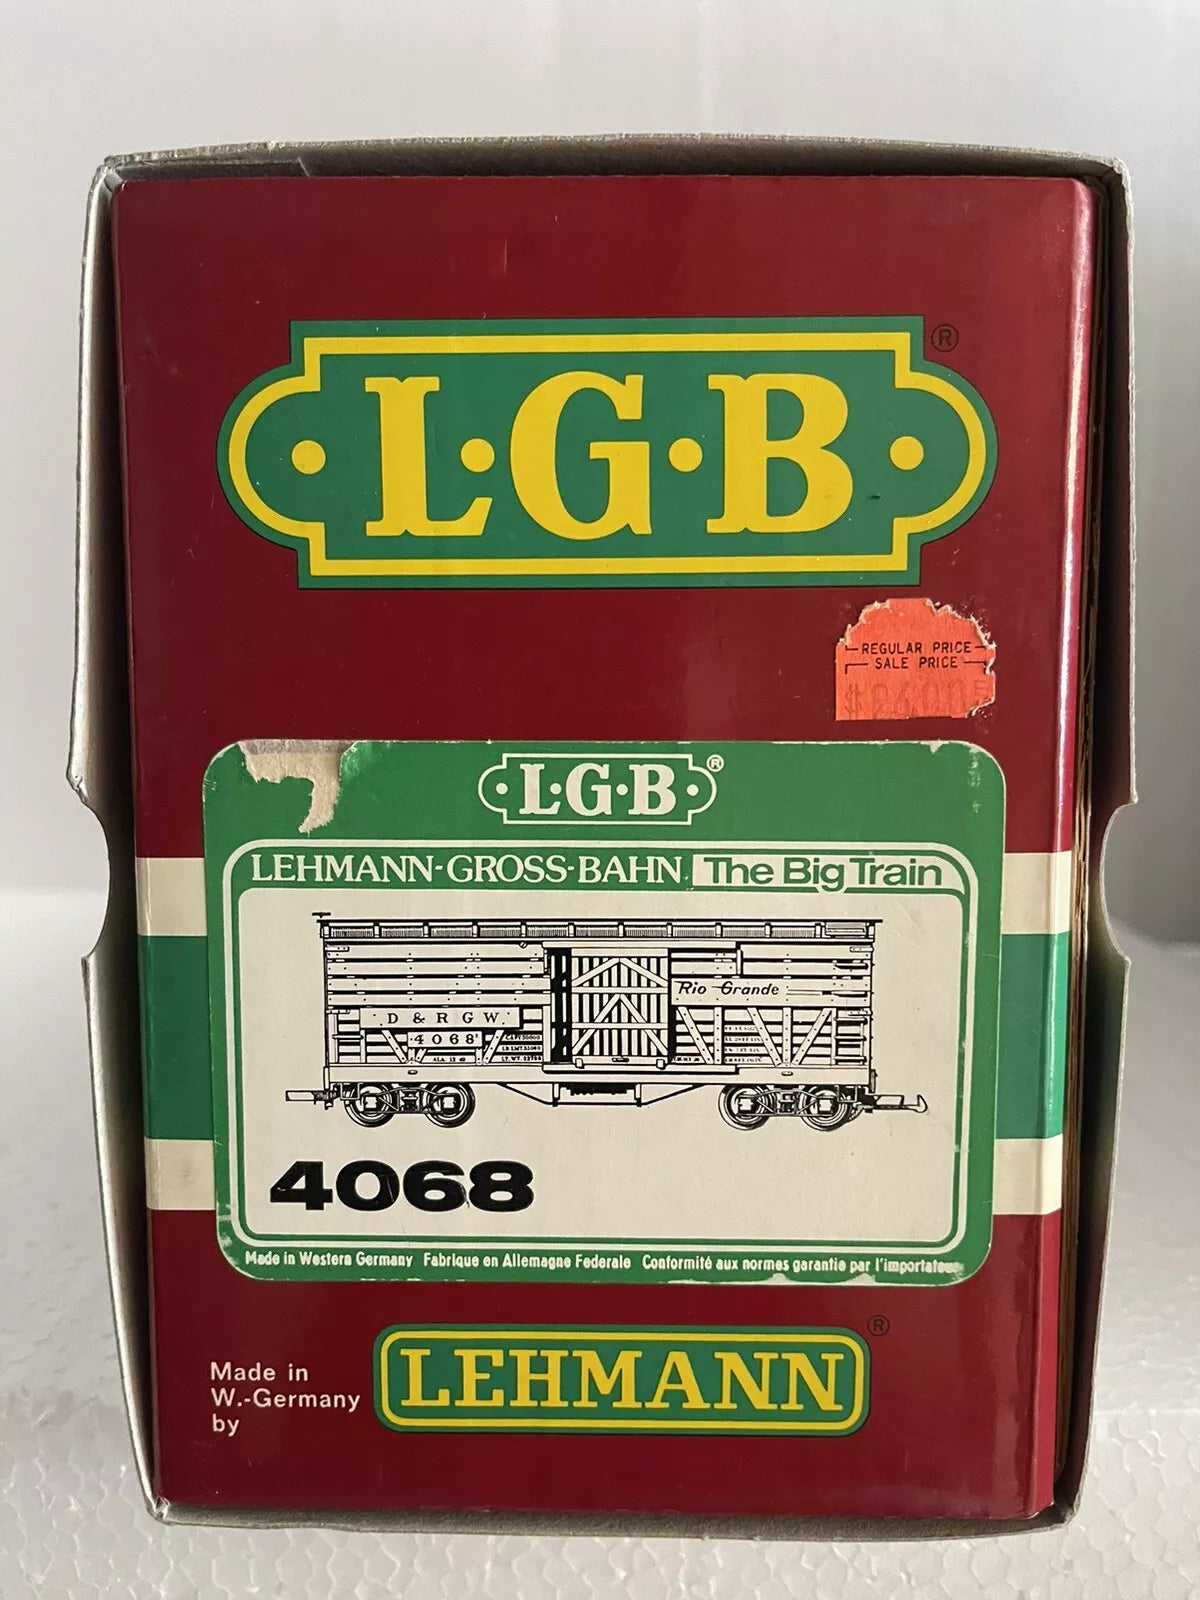 L·G·B ®
REGULAR PRICE
SALE PRICE
L·G·B ®
LEHMANN-GROSS-BAHN The Big Train
Rio Grande
D & R G W.
4068
4068
Made in Western Germany Fabrique en Allemagne Federale Conformité aux normes garantie par l'importateur
Made in
W.-Germany
by
LEHMANN ®